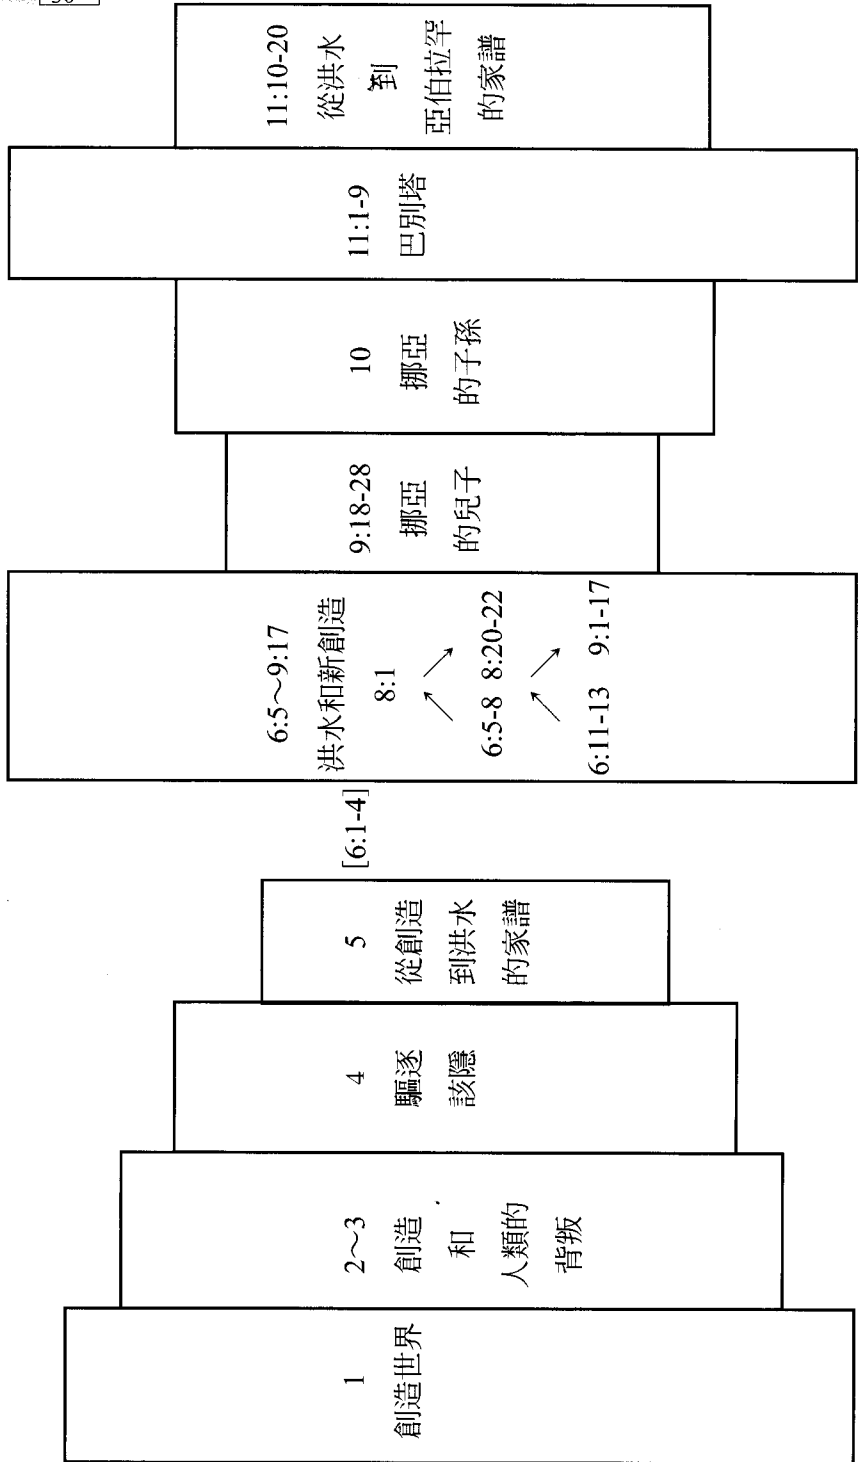 1
創造世界
2～3
創造
和
人類的
背叛
4
驅逐
該隱
5
從創造
到洪水
的家譜
[6:1-4]
6:5～9:17
洪水和新創造
8:1
6:5-8 8:20-22
6:11-13 9:1-17
9:18-28
挪亞
的兒子
10
挪亞
的子孫
11:1-9
巴別塔
11:10-20
從洪水
到
亞伯拉罕
的家譜